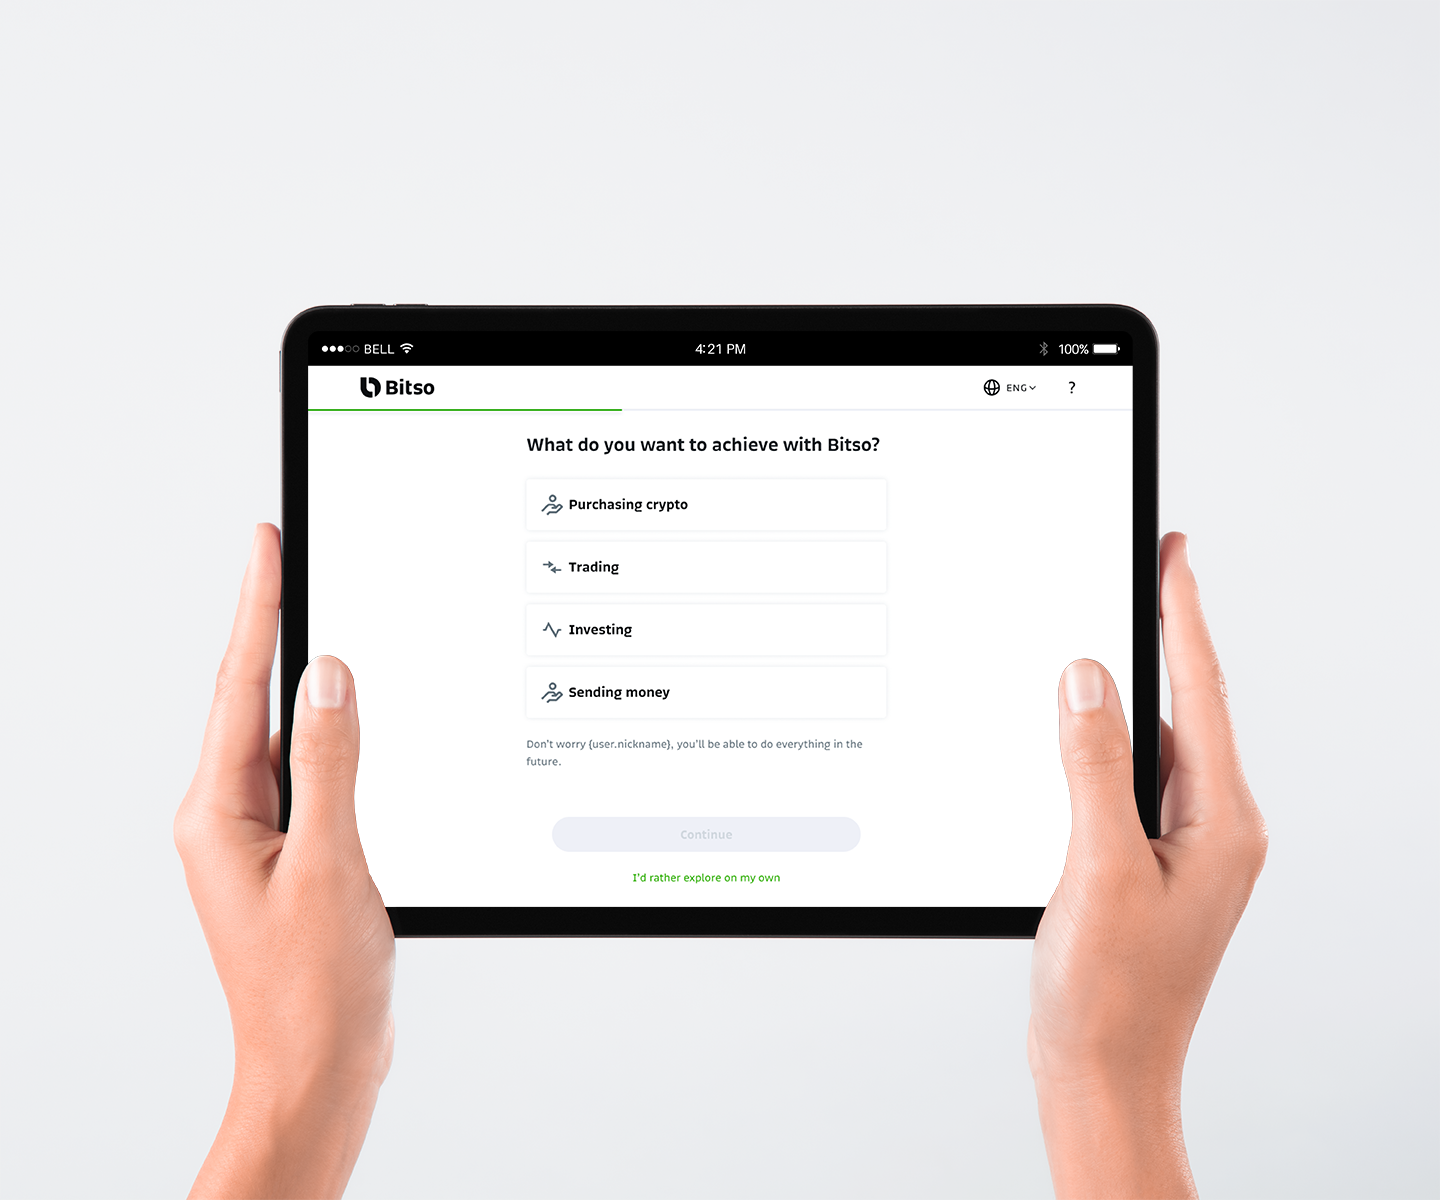 BELL
4:21 PM
100%
Bitso
ENG
?
What do you want to achieve with Bitso?
Purchasing crypto
Trading
Investing
Sending money
Don't worry {user.nickname}, you'll be able to do everything in the
future.
Continue
I'd rather explore on my own